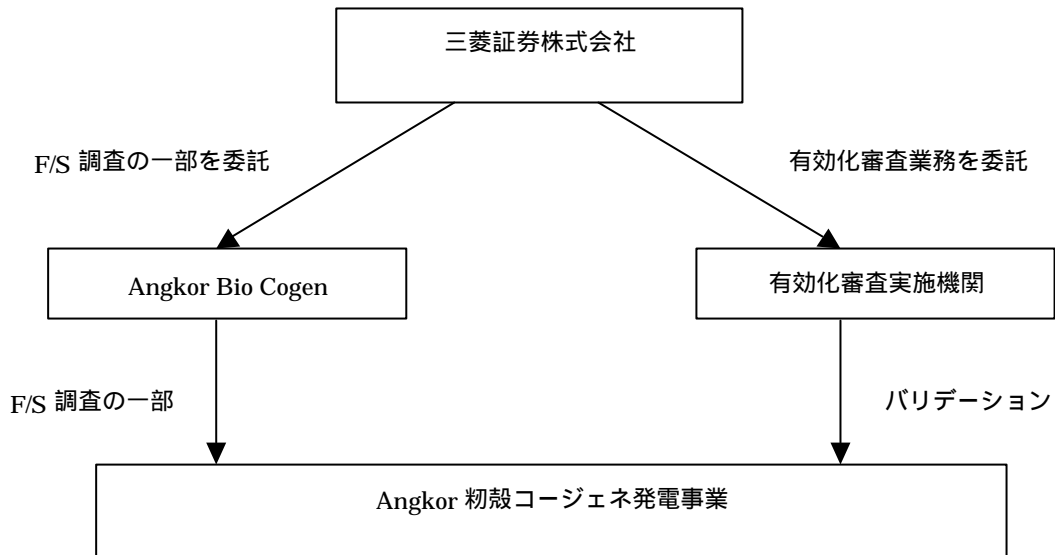 三菱証券株式会社
F/S 調査の一部を委託
有効化審査業務を委託
Angkor Bio Cogen
有効化審査実施機関
F/S 調査の一部
バリデーション
Angkor 籾殻コージェネ発電事業